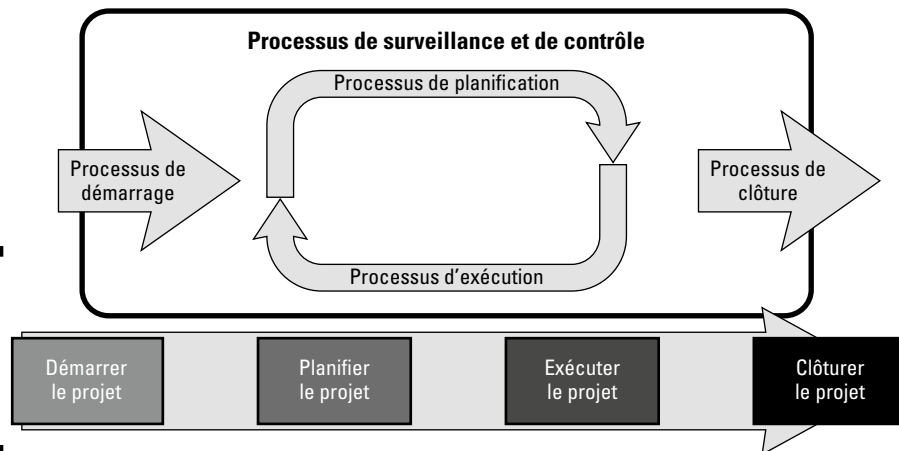 Processus de surveillance et de contrôle
Processus de planification
Processus de
démarrage
Processus de
clôture
Processus d'exécution
Démarrer
le projet
Planifier
le projet
Exécuter
le projet
Clôturer
le projet